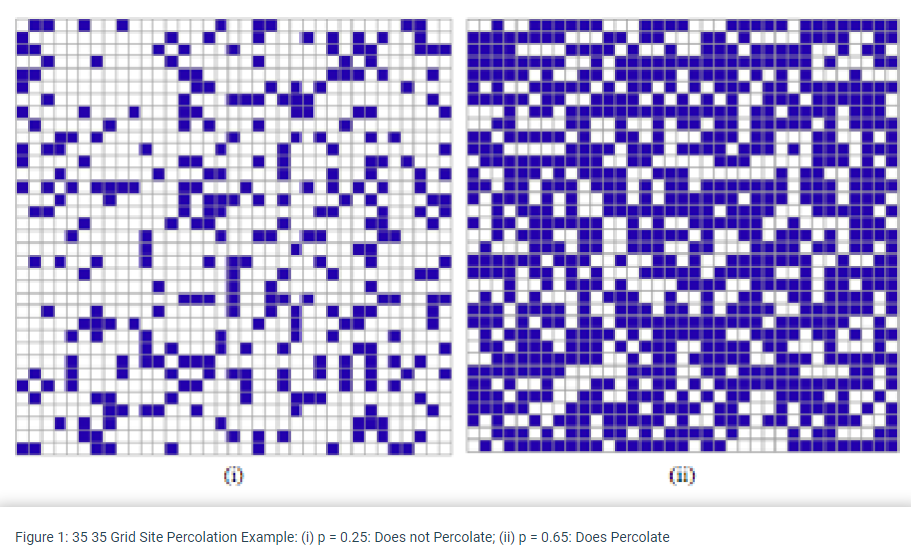 (i)
(ii)
Figure 1: 35 35 Grid Site Percolation Example: (i) p = 0.25: Does not Percolate; (ii) p = 0.65: Does Percolate